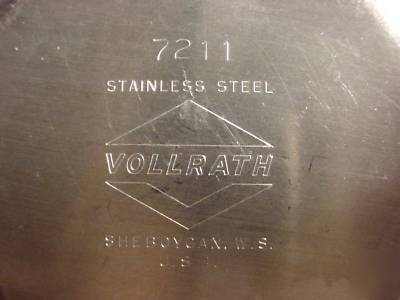 7211
STAINLESS STEEL
VOLLRATH
SHEBOYGAN, W.S.